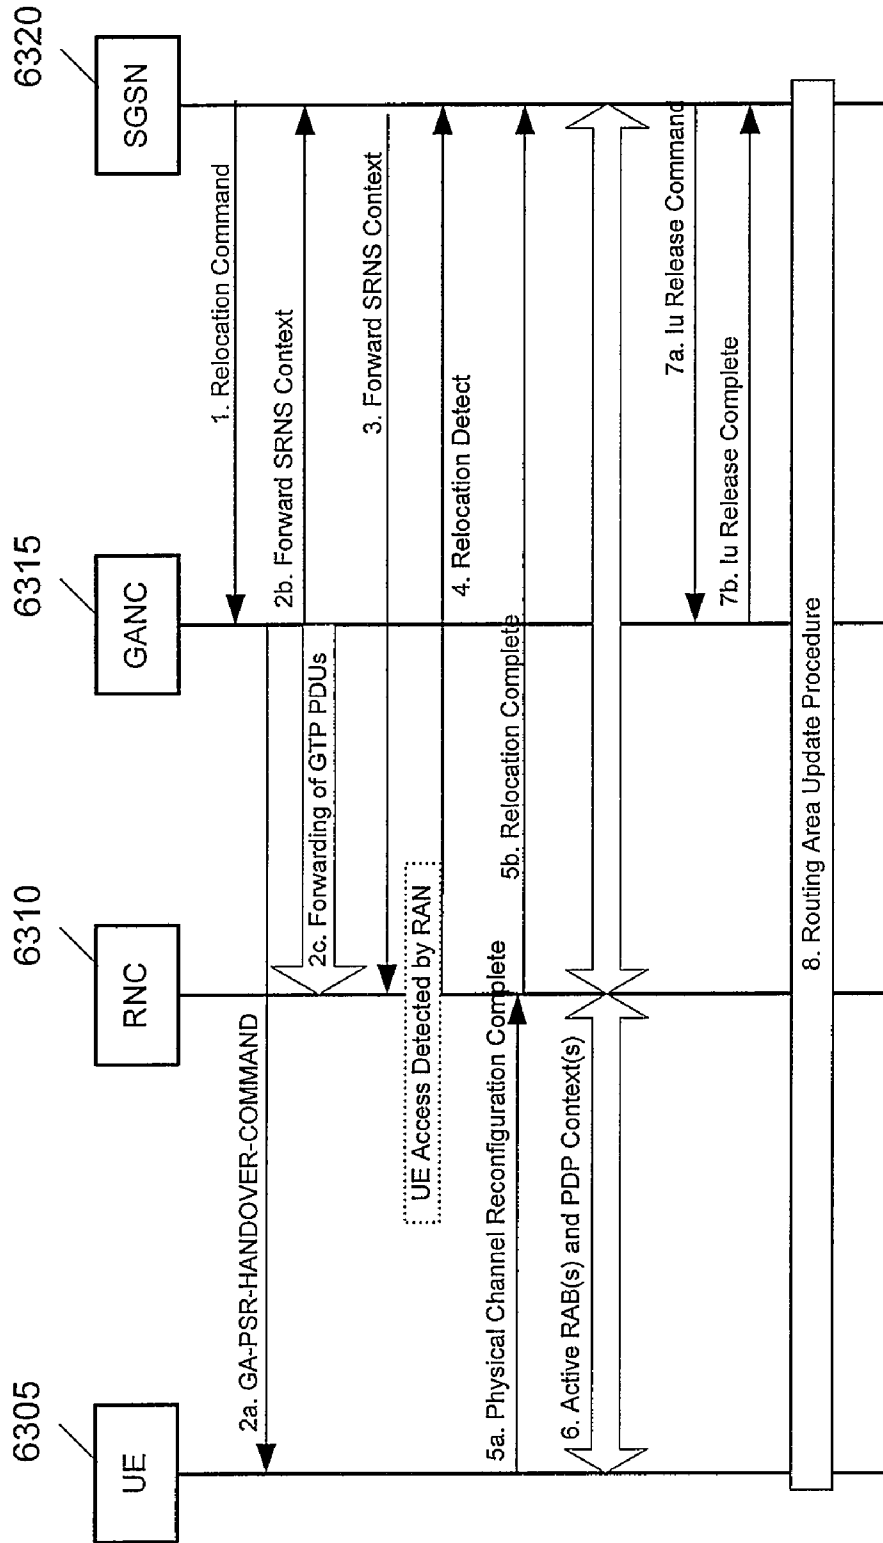 6305
6310
6315
6320
UE
RNC
GANC
SGSN
1. Relocation Command
2a. GA-PSR-HANDOVER-COMMAND
2b. Forward SRNS Context
2c. Forwarding of GTP PDUs
3. Forward SRNS Context
UE Access Detected by RAN
4. Relocation Detect
5a. Physical Channel Reconfiguration Complete
5b. Relocation Complete
6. Active RAB(s) and PDP Context(s)
7a. Iu Release Command
7b. Iu Release Complete
8. Routing Area Update Procedure